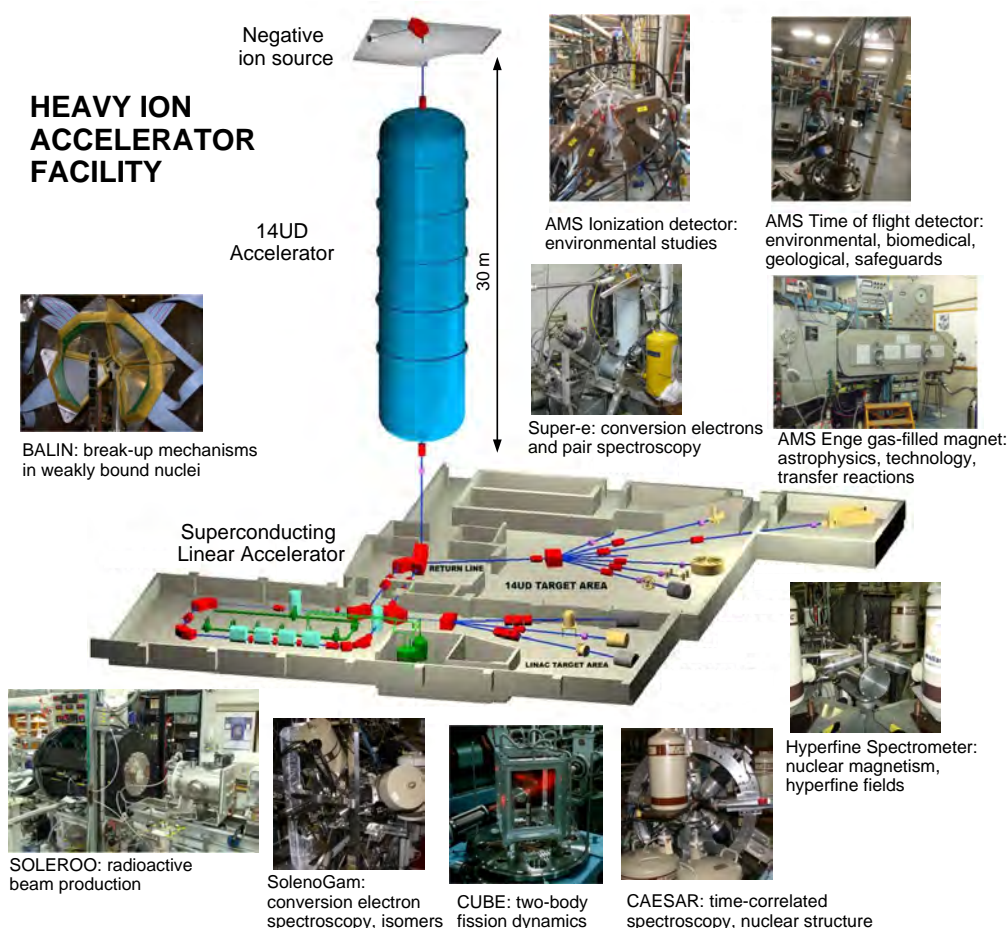 Negative
ion source
HEAVY ION
ACCELERATOR
FACILITY
14UD
Accelerator
30 m
AMS Ionization detector:
environmental studies
AMS Time of flight detector:
environmental, biomedical,
geological, safeguards
BALIN: break-up mechanisms
in weakly bound nuclei
Super-e: conversion electrons
and pair spectroscopy
AMS Enge gas-filled magnet:
astrophysics, technology,
transfer reactions
Superconducting
Linear Accelerator
RETURN LINE
14UD TARGET AREA
LINAC TARGET AREA
Hyperfine Spectrometer:
nuclear magnetism,
hyperfine fields
SOLEROO: radioactive
beam production
SolenoGam:
conversion electron
spectroscopy, isomers
CUBE: two-body
fission dynamics
CAESAR: time-correlated
spectroscopy, nuclear structure